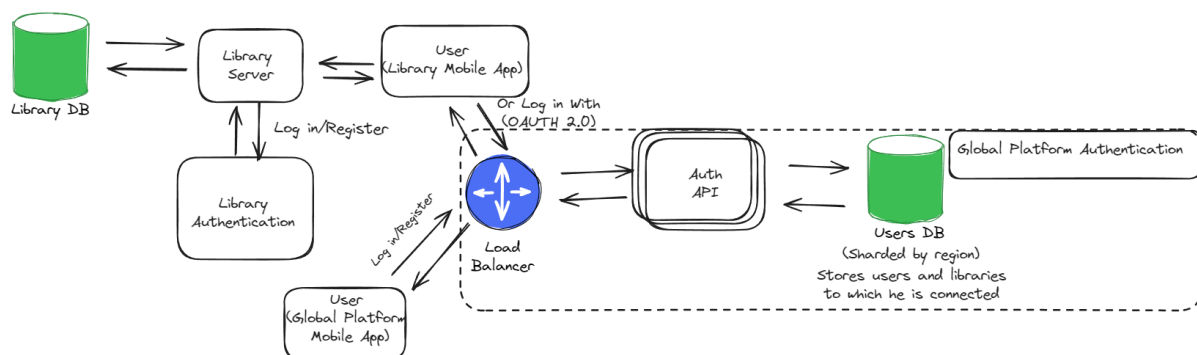 Library DB
Library
Server
User
(Library Mobile App)
Log in/Register
Or Log in With
(OAUTH 2.0)
Library
Authentication
Global Platform Authentication
Auth
API
Log in/Register
Load
Balancer
Users DB
(Sharded by region)
Stores users and libraries
to which he is connected
User
(Global Platform
Mobile App)